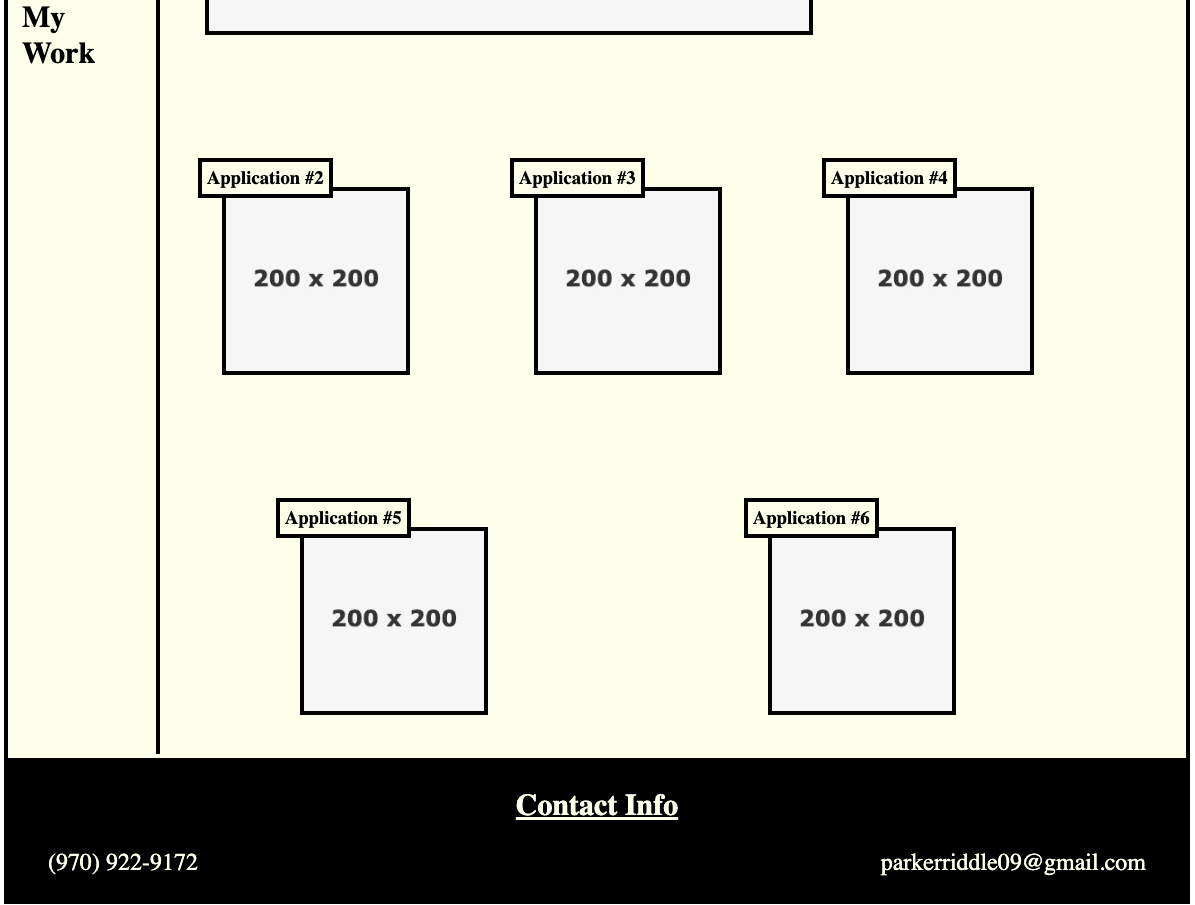 My
Work
Application #2
Application #3
Application #4
200 x 200
200 x 200
200 x 200
Application #5
Application #6
200 x 200
200 x 200
Contact Info
(970) 922-9172
parkerriddle09@gmail.com